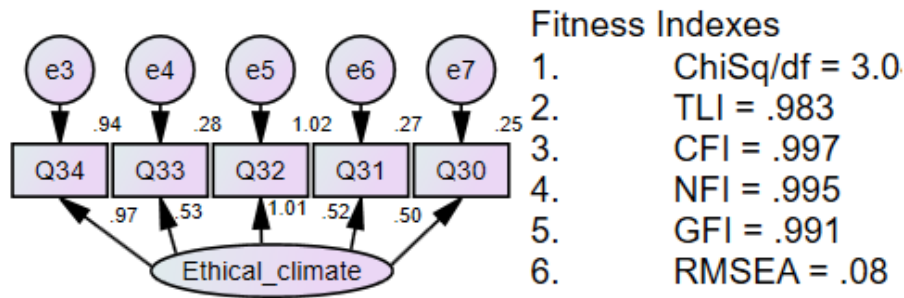 Fitness Indexes
e3 e4 e5 e6 e7
1. ChiSq/df = 3.0
.94 .28 1.02 .27 .25
2. TLI = .983
Q34 Q33 Q32 Q31 Q30
3. CFI = .997
4. NFI = .995
.97 .53 1.01 .52 .50
5. GFI = .991
Ethical_climate
6. RMSEA = .08